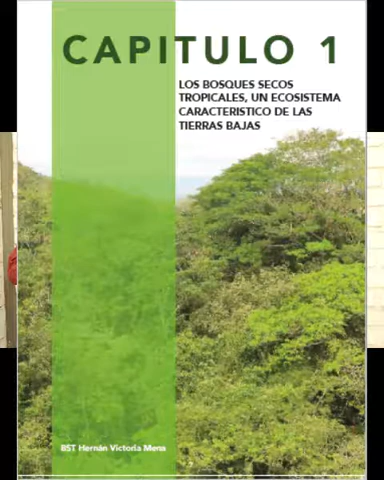 CAPITULO 1
LOS BOSQUES SECOS
TROPICALES, UN ECOSISTEMA
CARACTERISTICO DE LAS
TIERRAS BAJAS
BST Hernán Victoria Mena